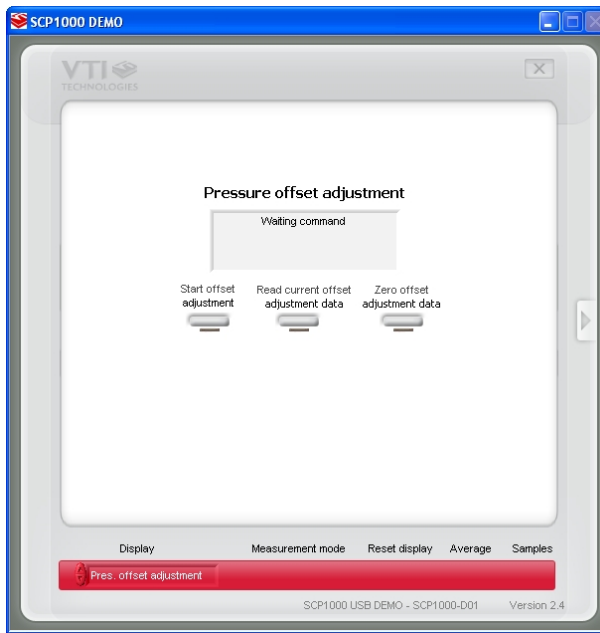 SCP1000 DEMO
VTI
TECHNOLOGIES
Pressure offset adjustment
Waiting command
Start offset
adjustment
Read current offset
adjustment data
Zero offset
adjustment data
Display Measurement mode Reset display Average Samples
Pres. offset adjustment
SCP1000 USB DEMO - SCP1000-D01 Version 2.4